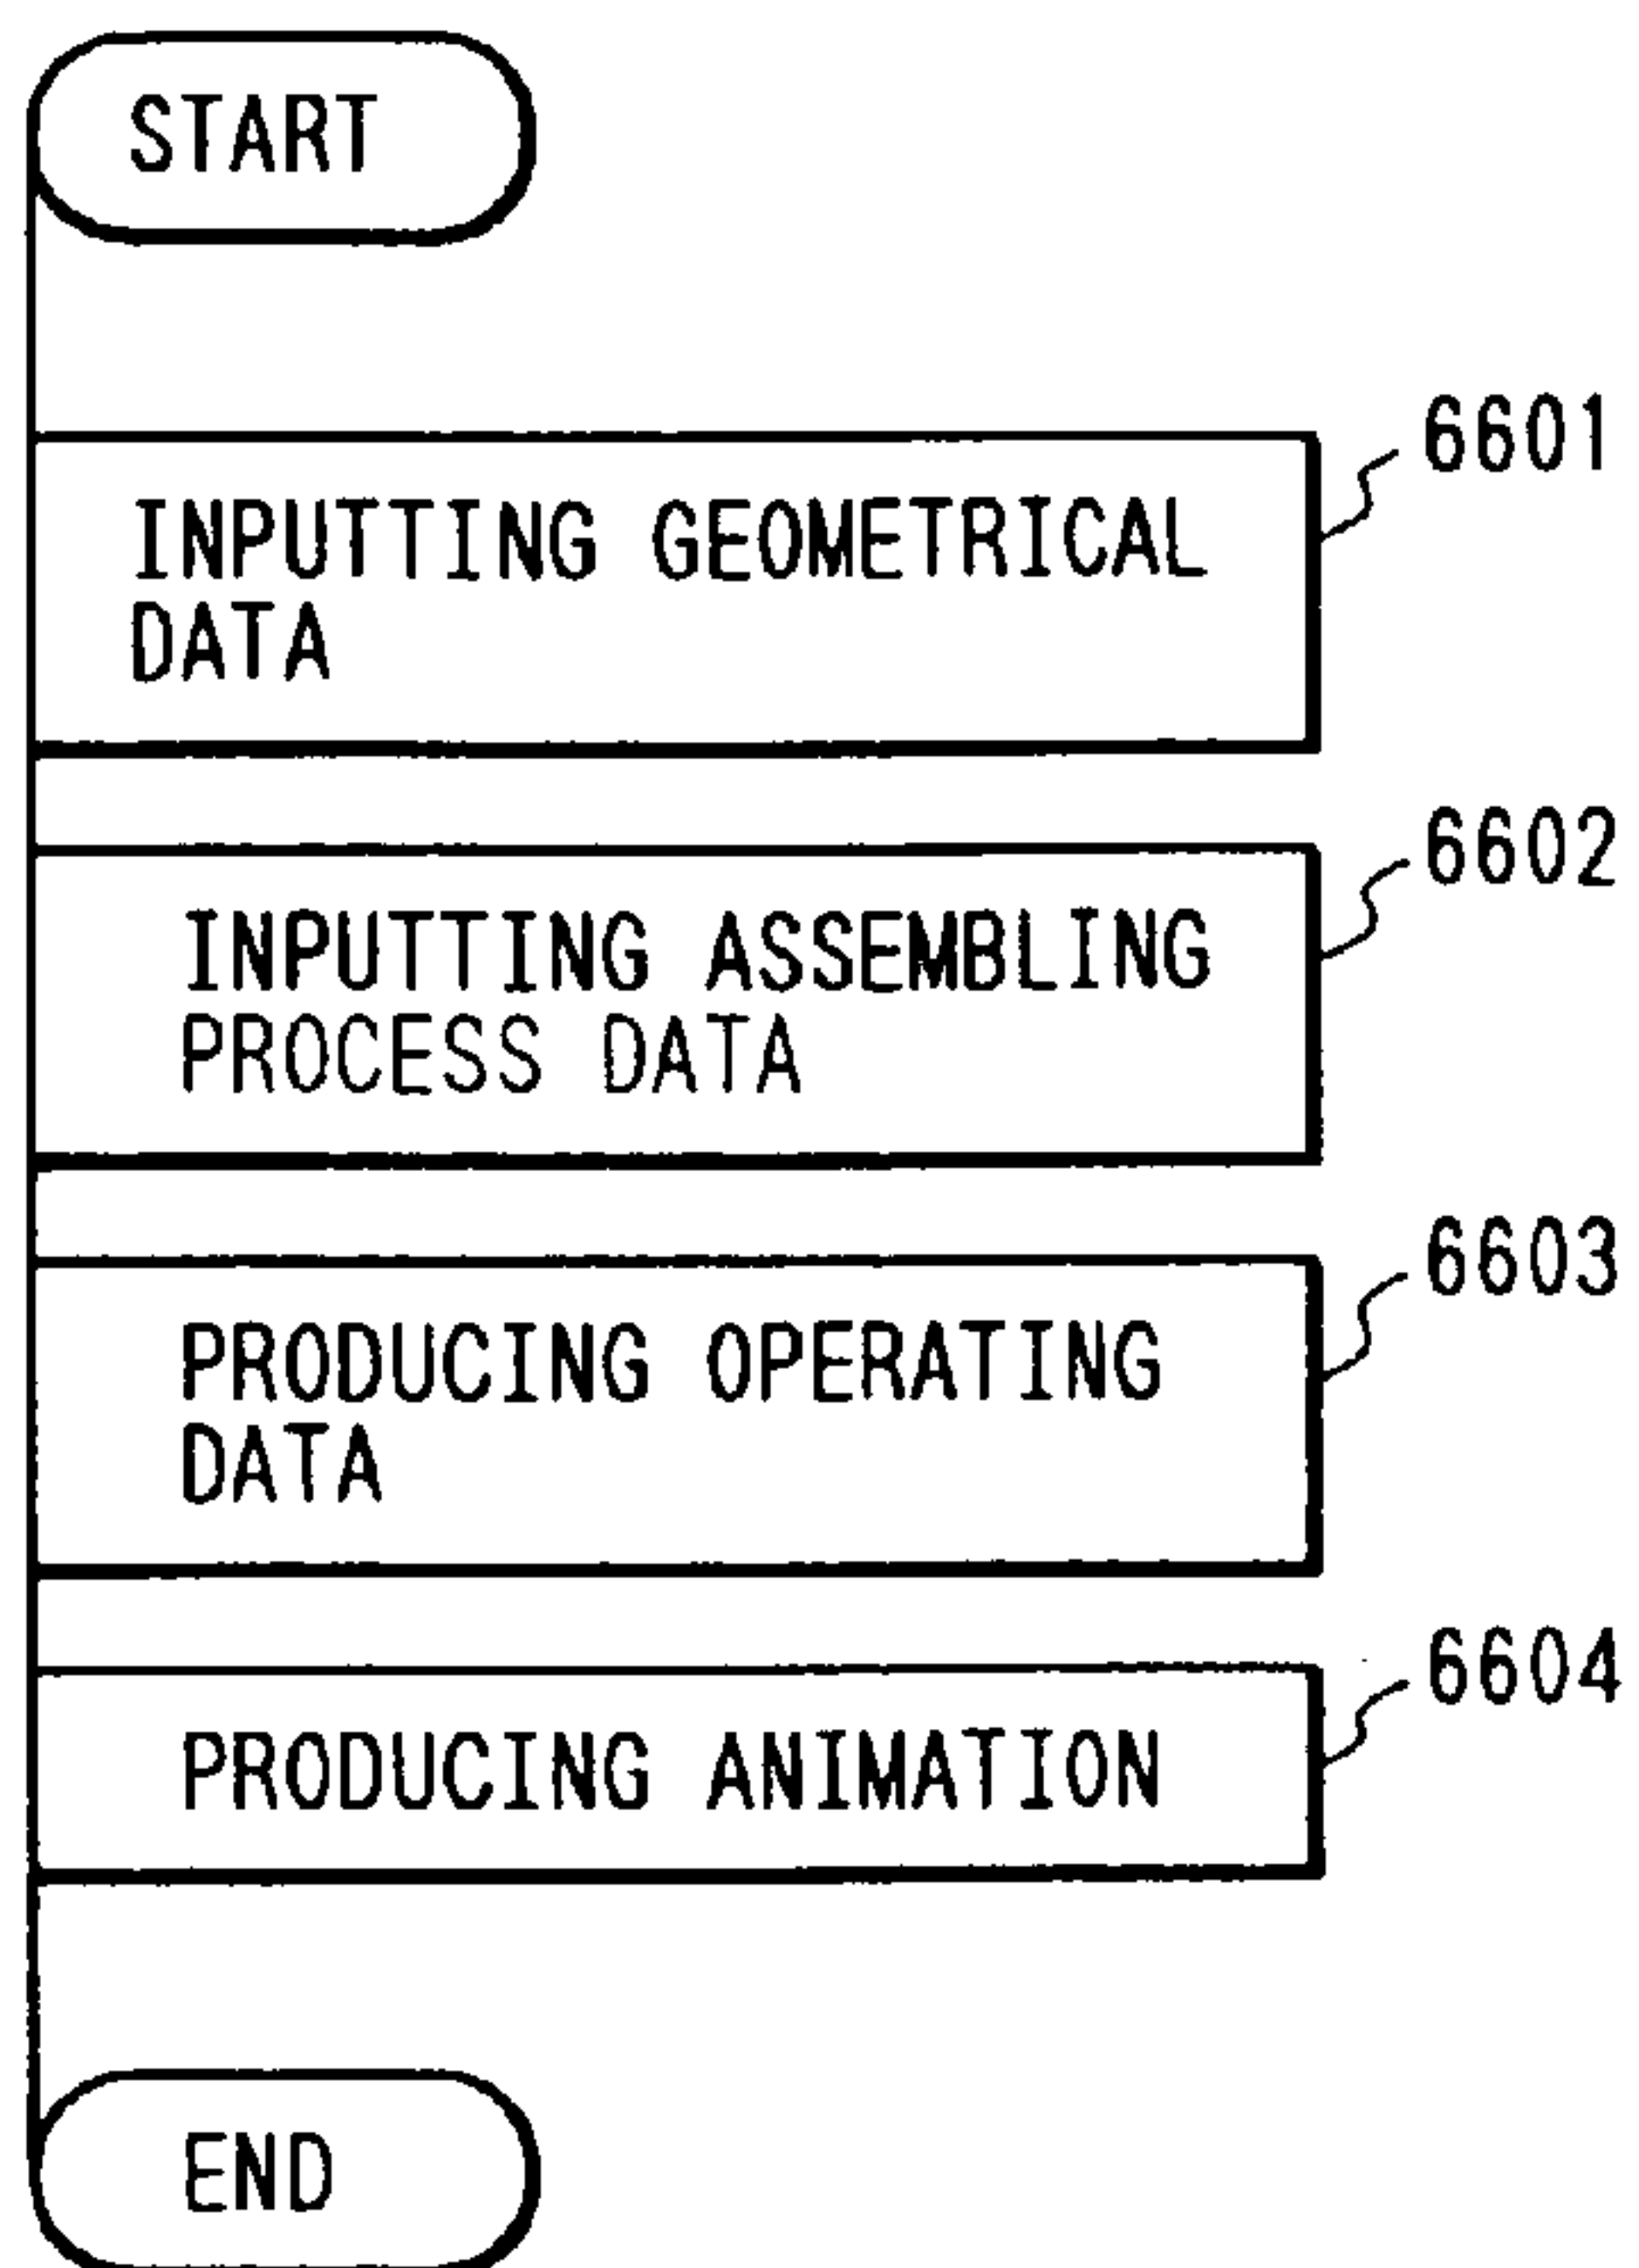 START
6601
INPUTTING GEOMETRICAL
DATA
6602
INPUTTING ASSEMBLING
PROCESS DATA
6603
PRODUCING OPERATING
DATA
6604
PRODUCING ANIMATION
END